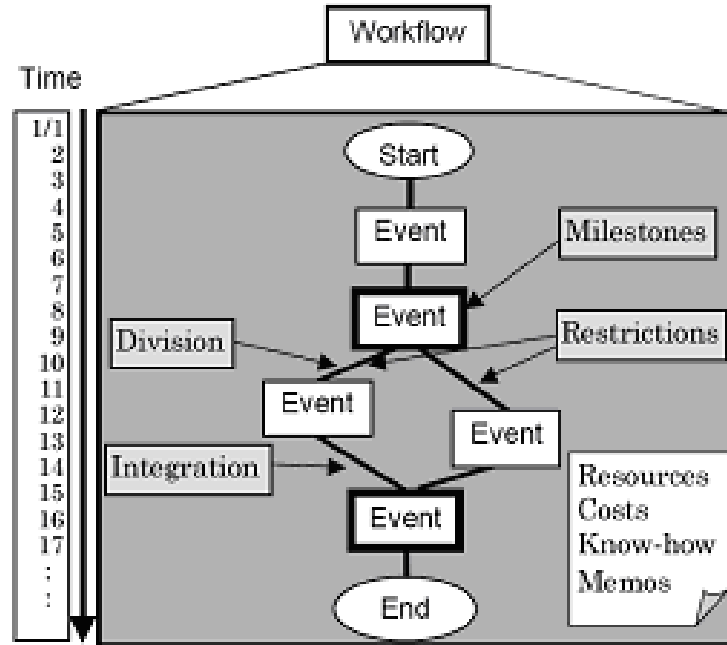 Workflow
Time
1/1
2
3
4
5
6
7
8
9
10
11
12
13
14
15
16
17
:
:
Start
Event
Milestones
Event
Division
Restrictions
Event
Event
Integration
Event
End
Resources
Costs
Know-how
Memos